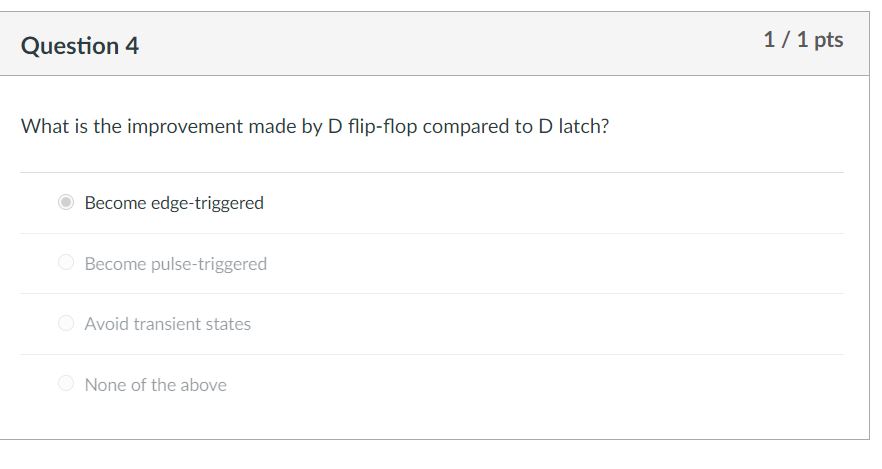 Question 4
1 / 1 pts
What is the improvement made by D flip-flop compared to D latch?
Become edge-triggered
Become pulse-triggered
Avoid transient states
None of the above